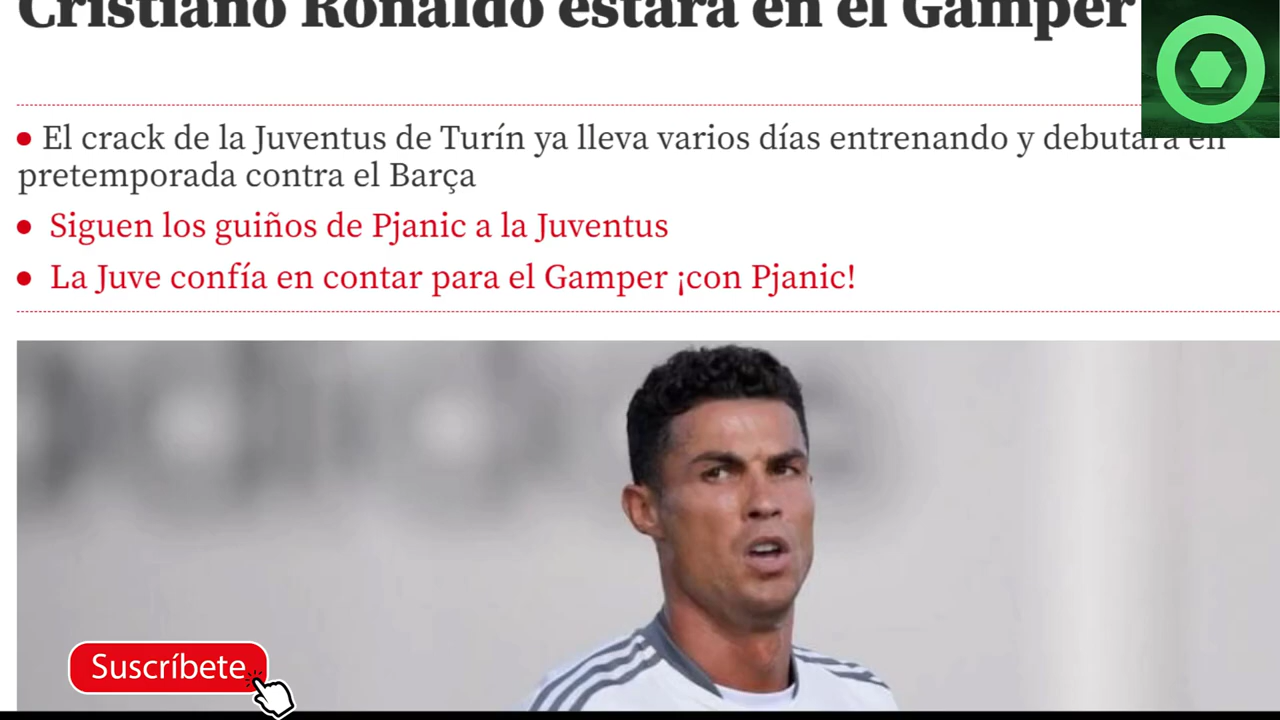 Cristiano Ronaldo estará en el Gamper
El crack de la Juventus de Turín ya lleva varios días entrenando y debutará en
pretemporada contra el Barça
Siguen los guiños de Pjanic a la Juventus
La Juve confía en contar para el Gamper ¡con Pjanic!
Suscríbete